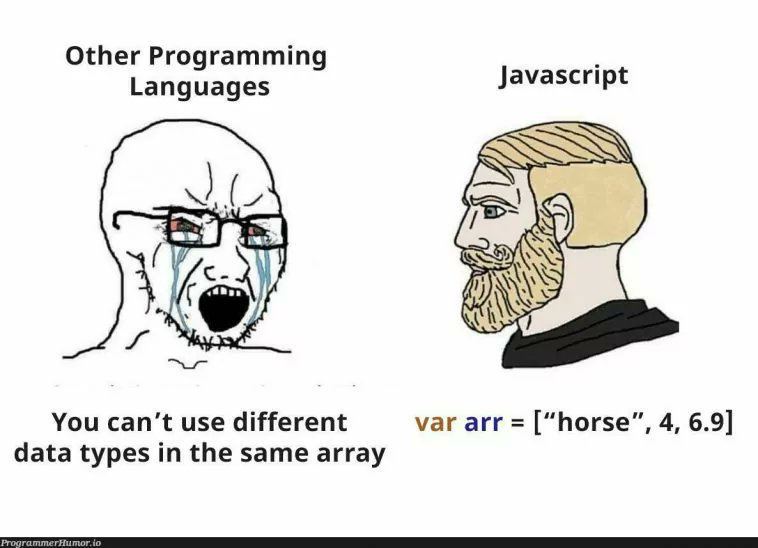 Other Programming
Languages
Javascript
You can’t use different
data types in the same array
var arr = [“horse”, 4, 6.9]
ProgrammerHumor.io